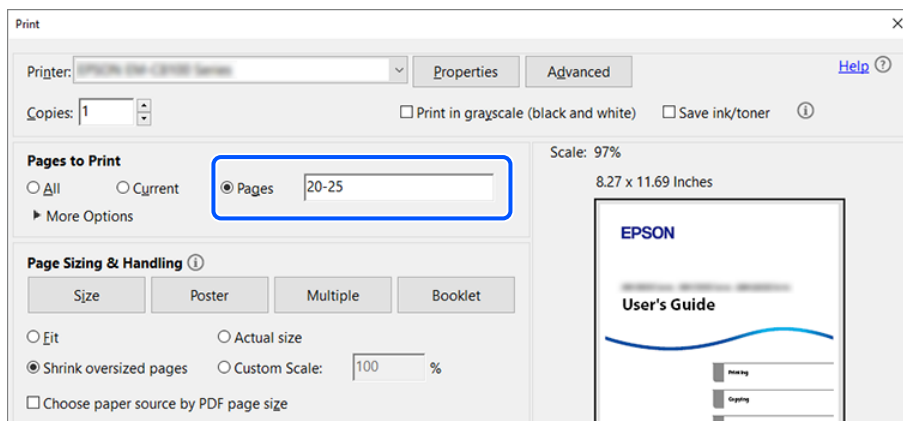 Print
Printer:
Properties
Advanced
Help
Copies: 1
Print in grayscale (black and white)
Save ink/toner
Pages to Print
Scale: 97%
All
Current
Pages
20-25
8.27 x 11.69 Inches
More Options
EPSON
User's Guide
Page Sizing & Handling
Size
Poster
Multiple
Booklet
Fit
Actual size
Shrink oversized pages
Custom Scale:
100
%
Choose paper source by PDF page size
Printing
Copying